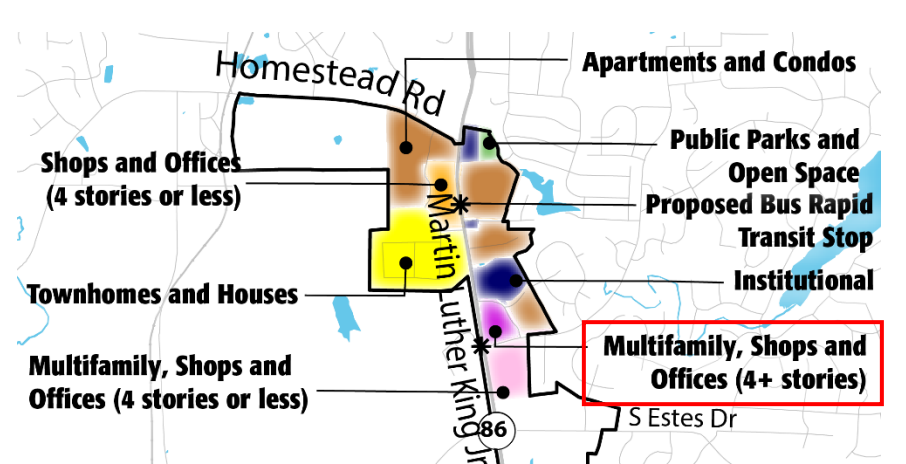 Homestead Rd
Apartments and Condos
Public Parks and
Open Space
Shops and Offices
(4 stories or less)
Proposed Bus Rapid
Transit Stop
Martin Luther King Jr
Institutional
Townhomes and Houses
Multifamily, Shops and
Offices (4+ stories)
Multifamily, Shops and
Offices (4 stories or less)
S Estes Dr
86